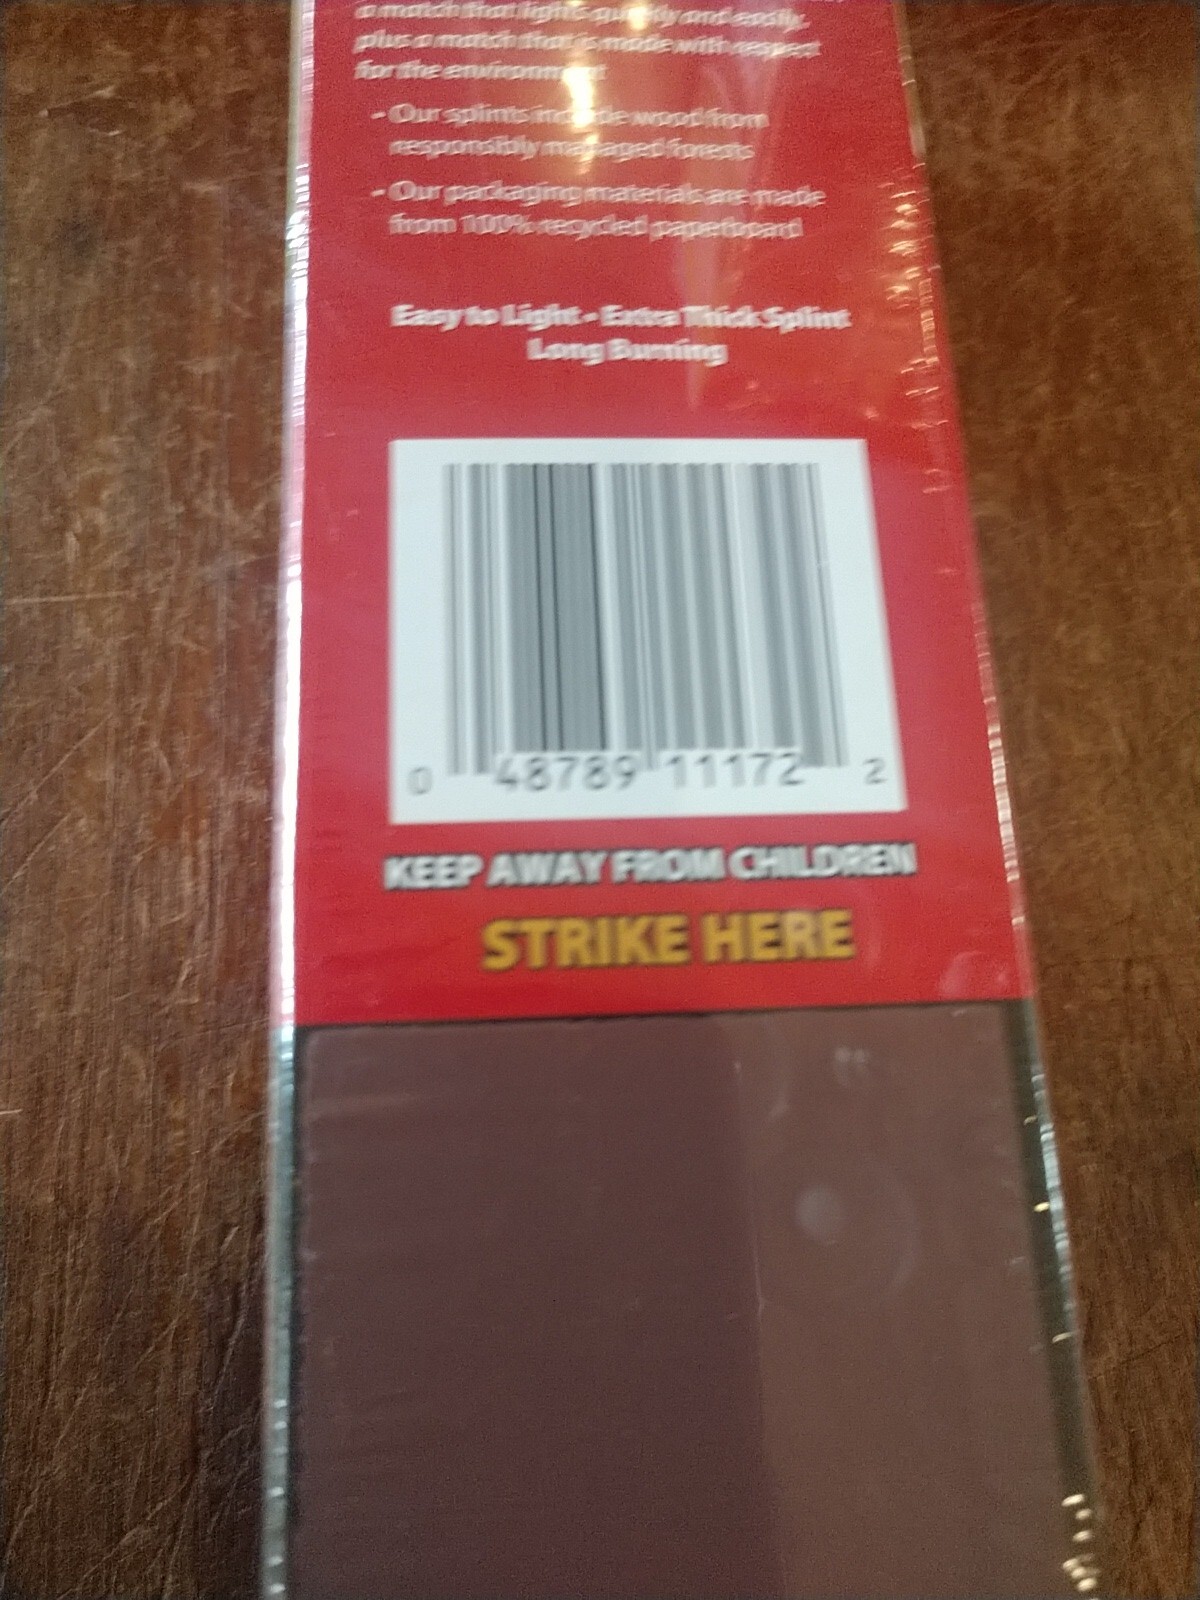 a match that lights quickly and easily,
plus a match that is made with respect
for the environment
- Our splints include wood from
responsibly managed forests
- Our packaging materials are made
from 100% recycled paperboard
Easy to Light - Extra Thick Splint
Long Burning
0 48789 11172 2
KEEP AWAY FROM CHILDREN
STRIKE HERE